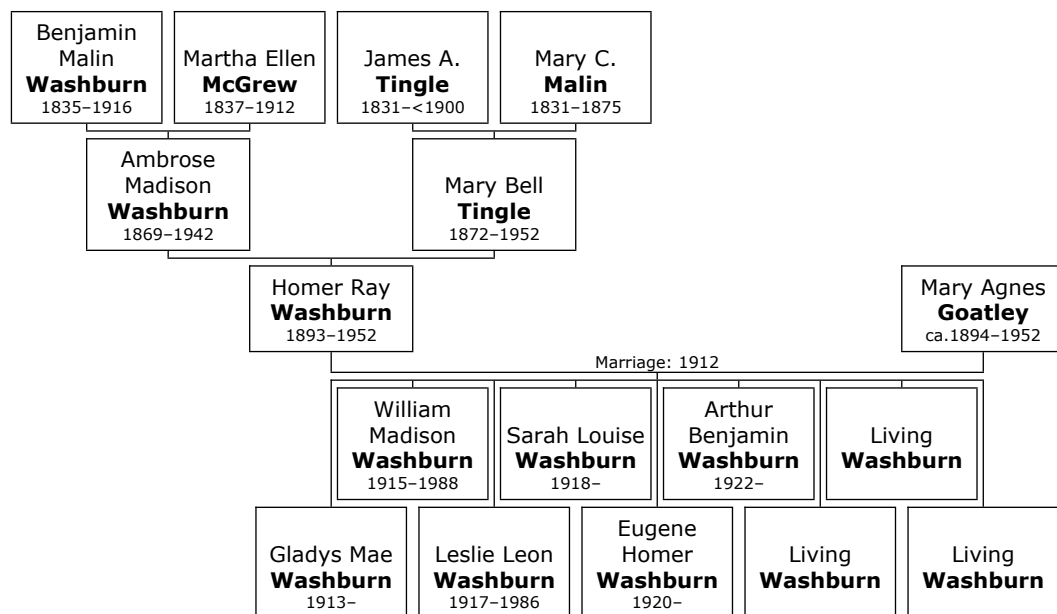 Benjamin
Malin
Washburn
1835–1916
Martha Ellen
McGrew
1837–1912
James A.
Tingle
1831–<1900
Mary C.
Malin
1831–1875
Ambrose
Madison
Washburn
1869–1942
Mary Bell
Tingle
1872–1952
Homer Ray
Washburn
1893–1952
Mary Agnes
Goatley
ca.1894–1952
Marriage: 1912
William
Madison
Washburn
1915–1988
Sarah Louise
Washburn
1918–
Arthur
Benjamin
Washburn
1922–
Living
Washburn
Gladys Mae
Washburn
1913–
Leslie Leon
Washburn
1917–1986
Eugene
Homer
Washburn
1920–
Living
Washburn
Living
Washburn